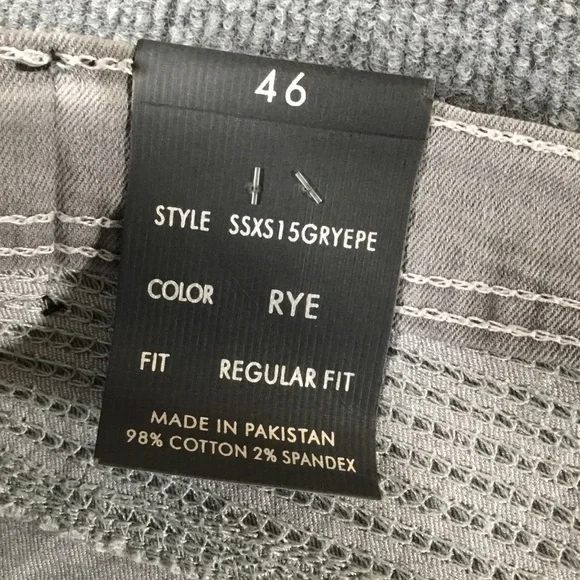 46
STYLE SSXS15GRYEPE
COLOR RYE
FIT REGULAR FIT
MADE IN PAKISTAN
98% COTTON 2% SPANDEX